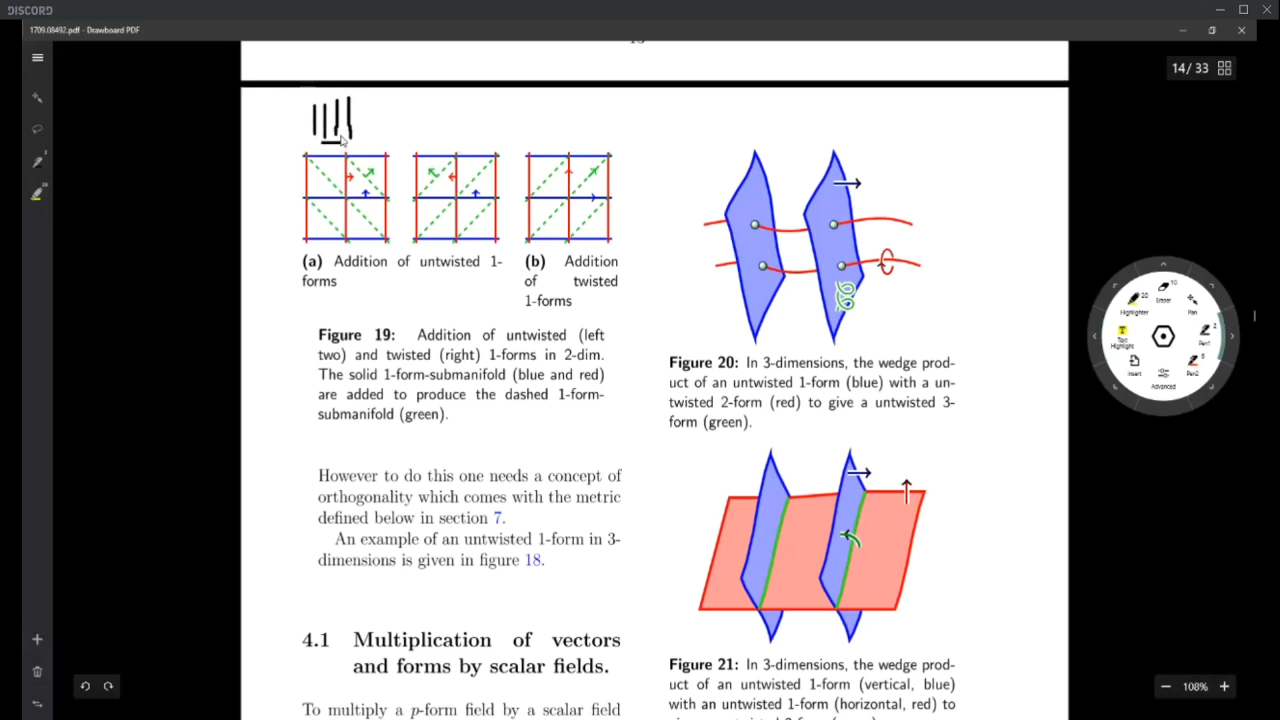 DISCORD
1709.08492.pdf - Drawboard PDF
14 / 33
(a) Addition of untwisted 1-
forms
(b) Addition
of twisted
1-forms
Figure 19: Addition of untwisted (left
two) and twisted (right) 1-forms in 2-dim.
The solid 1-form-submanifold (blue and red)
are added to produce the dashed 1-form-
submanifold (green).
However to do this one needs a concept of
orthogonality which comes with the metric
defined below in section 7.
An example of an untwisted 1-form in 3-
dimensions is given in figure 18.
4.1 Multiplication of vectors
and forms by scalar fields.
To multiply a p-form field by a scalar field
Figure 20: In 3-dimensions, the wedge prod-
uct of an untwisted 1-form (blue) with a un-
twisted 2-form (red) to give a untwisted 3-
form (green).
Figure 21: In 3-dimensions, the wedge prod-
uct of an untwisted 1-form (vertical, blue)
with an untwisted 1-form (horizontal, red) to
Eraser
Highlighter
Pan
Text
Highlight
Pen1
Insert
Pen2
Advanced
108%